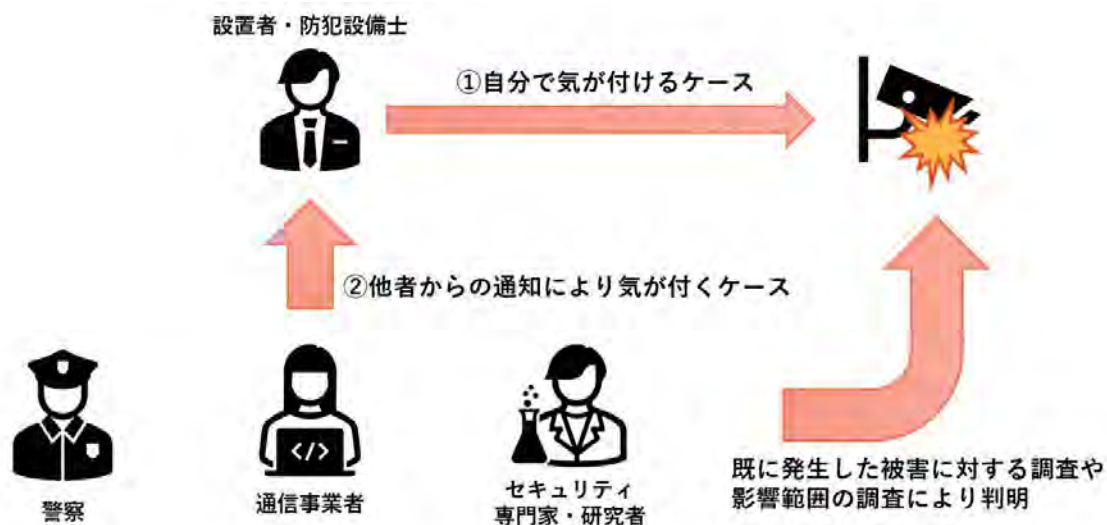 設置者・防犯設備士
①自分で気が付けるケース
②他者からの通知により気が付くケース
</>
警察
通信事業者
セキュリティ
専門家・研究者
既に発生した被害に対する調査や
影響範囲の調査により判明